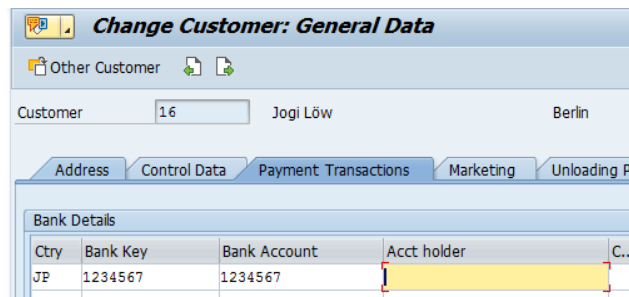 Change Customer: General Data
Other Customer
Customer 16 Jogi Löw Berlin
Address Control Data Payment Transactions Marketing Unloading P
Bank Details
Ctry Bank Key Bank Account Acct holder C..
JP 1234567 1234567